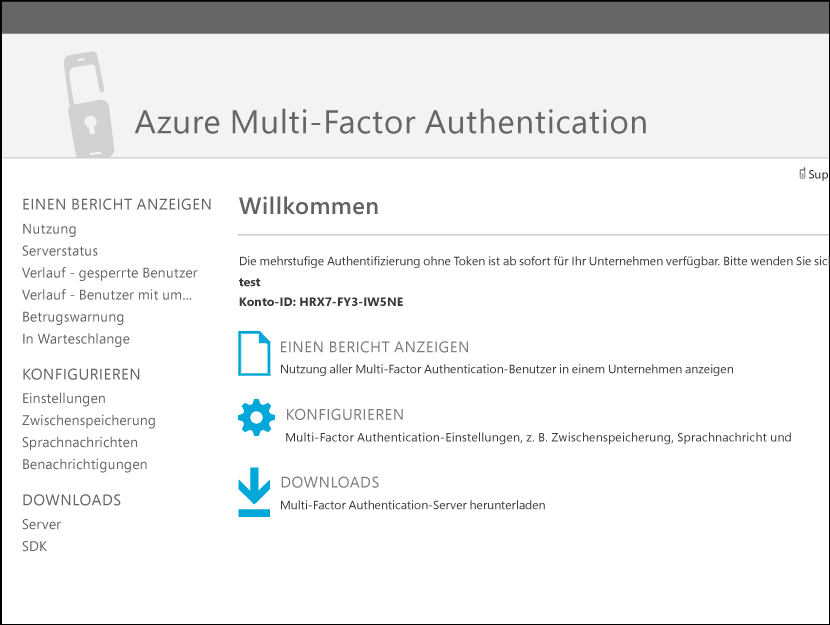 Azure Multi-Factor Authentication
Sup
EINEN BERICHT ANZEIGEN
Nutzung
Serverstatus
Verlauf - gesperrte Benutzer
Verlauf - Benutzer mit um...
Betrugswarnung
In Warteschlange
KONFIGURIEREN
Einstellungen
Zwischenspeicherung
Sprachnachrichten
Benachrichtigungen
DOWNLOADS
Server
SDK
Willkommen
Die mehrstufige Authentifizierung ohne Token ist ab sofort für Ihr Unternehmen verfügbar. Bitte wenden Sie sic
test
Konto-ID: HRX7-FY3-IW5NE
EINEN BERICHT ANZEIGEN
Nutzung aller Multi-Factor Authentication-Benutzer in einem Unternehmen anzeigen
KONFIGURIEREN
Multi-Factor Authentication-Einstellungen, z. B. Zwischenspeicherung, Sprachnachricht und
DOWNLOADS
Multi-Factor Authentication-Server herunterladen